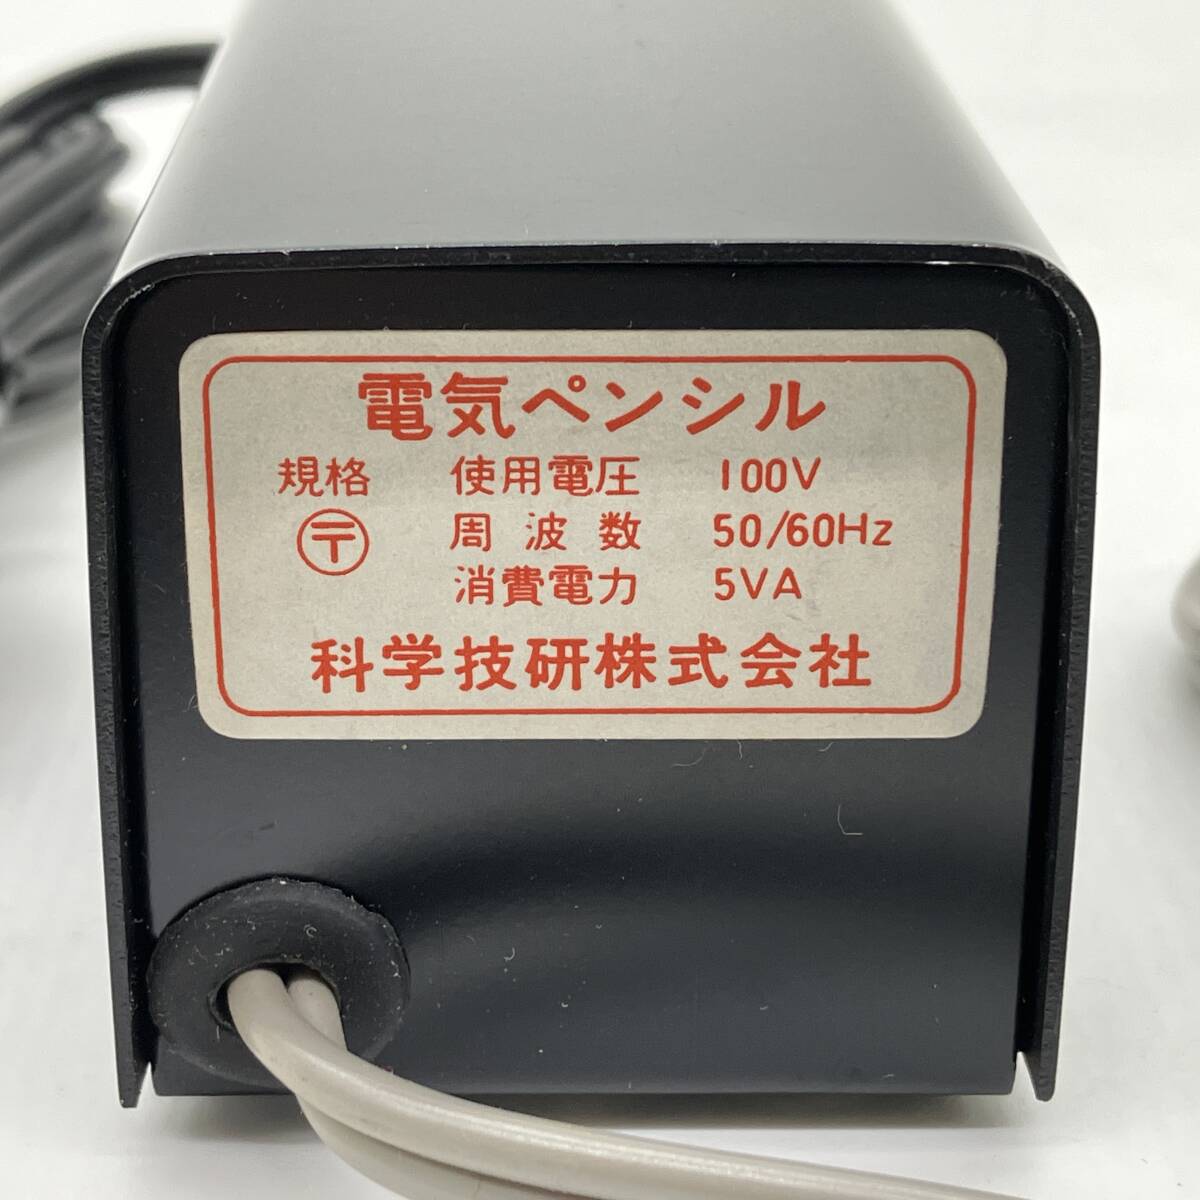 電気ペンシル
規格 使用電圧 100V
〒 周波数 50/60Hz
消費電力 5VA
科学技研株式会社